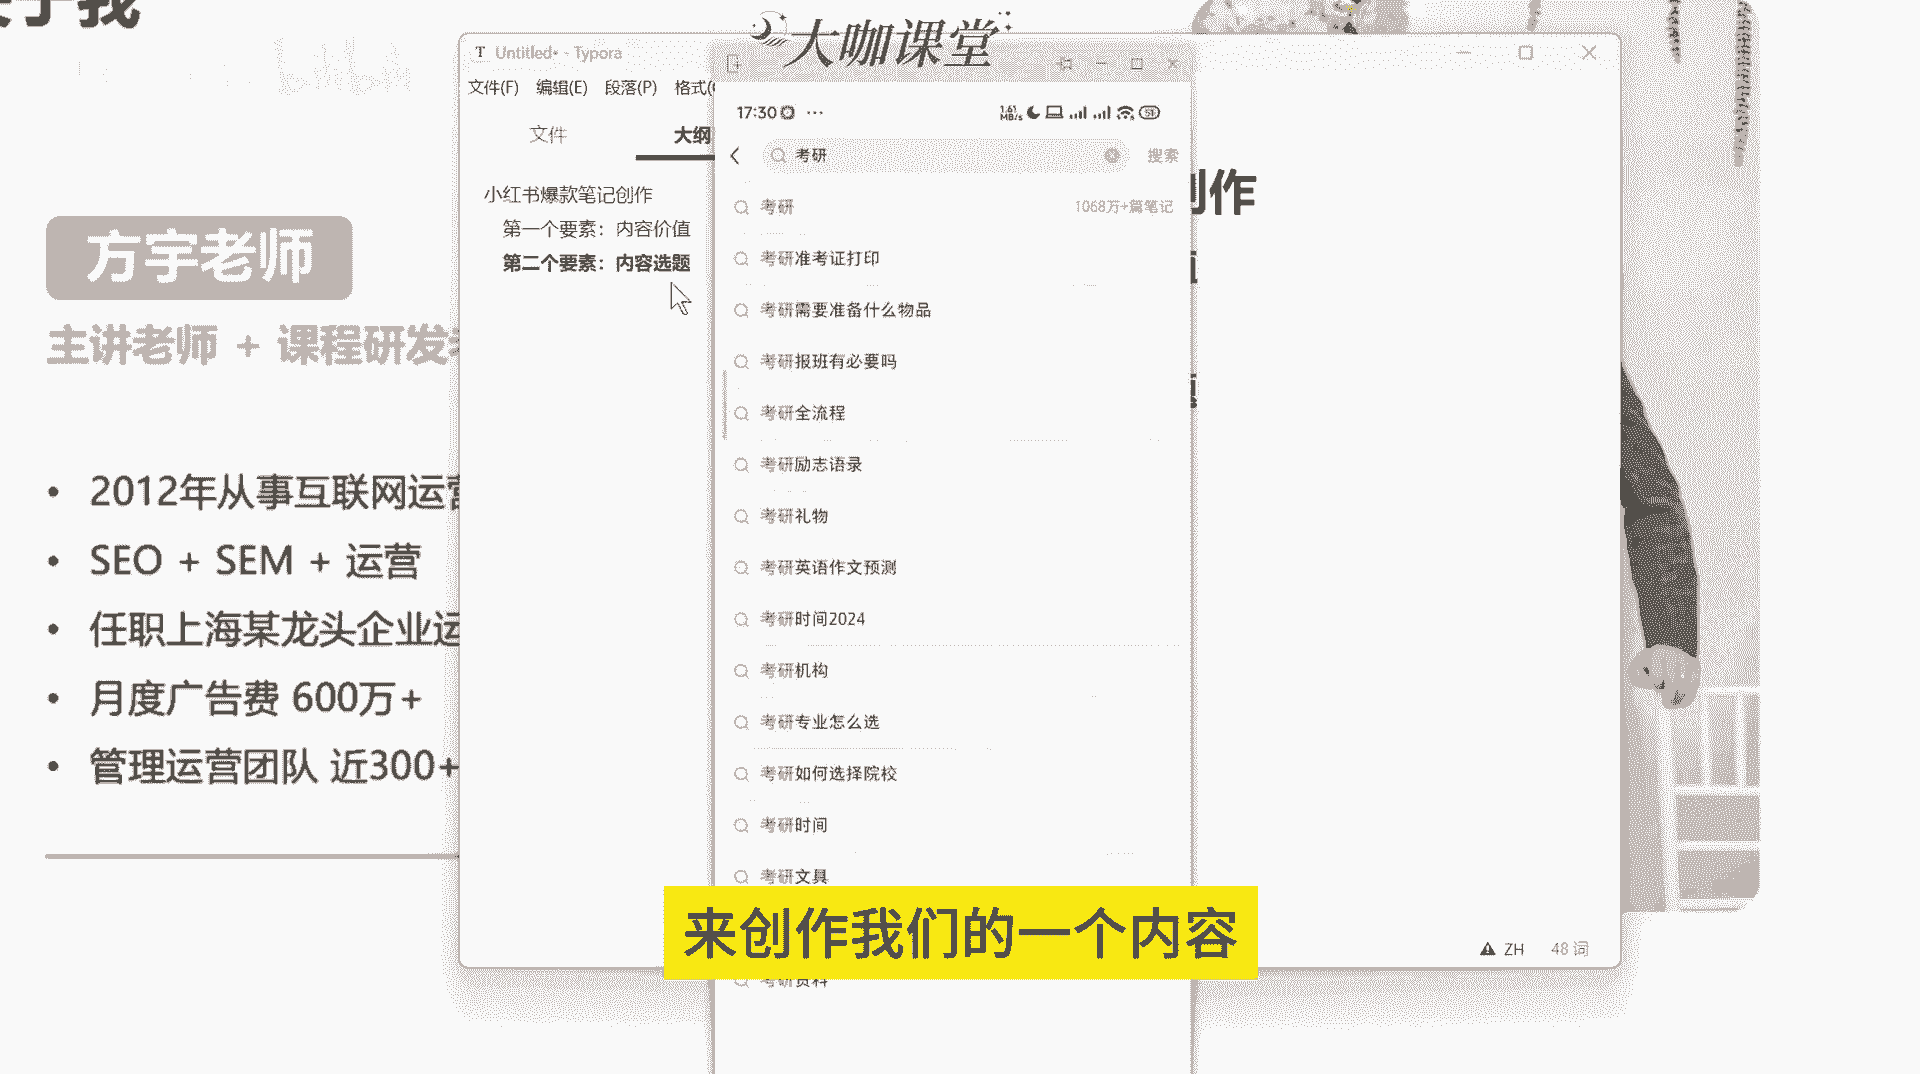 大咖课堂
bilibili
方宇老师
主讲老师 + 课程研发
2012年从事互联网运营
SEO + SEM + 运营
任职上海某龙头企业运
月度广告费 600万+
管理运营团队 近300+
Untitled• - Typora
文件(F) 编辑(E) 段落(P) 格式(
文件 大纲
小红书爆款笔记创作
第一个要素：内容价值
第二个要素：内容选题
17:30
1.61 MB/s
51
考研
搜索
考研 1068万+篇笔记
考研准考证打印
考研需要准备什么物品
考研报班有必要吗
考研全流程
考研励志语录
考研礼物
考研英语作文预测
考研时间2024
考研机构
考研专业怎么选
考研如何选择院校
考研时间
考研文具
来创作我们的一个内容
考研资料
创作
ZH 48 词